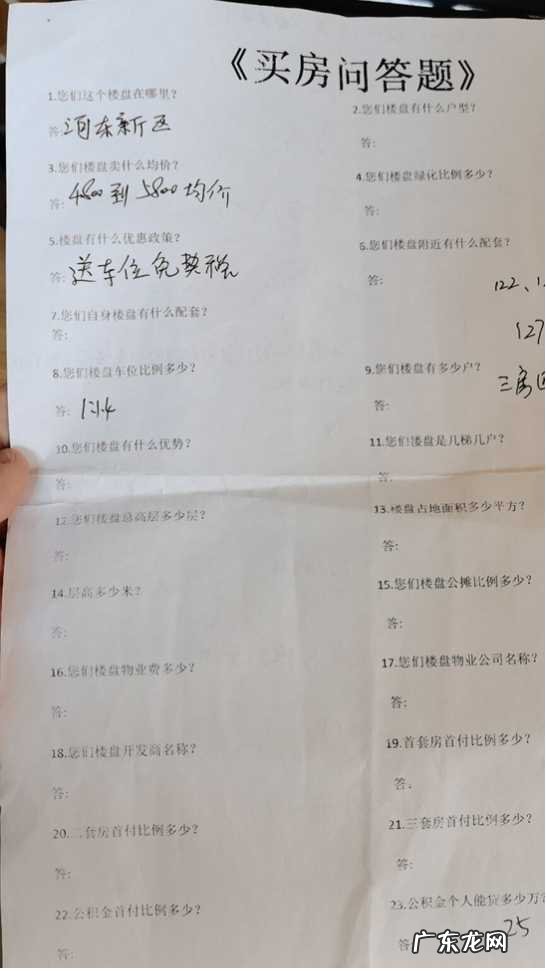 《买房问答题》
1.您们这个楼盘在哪里?
答:河东新区
2.您们楼盘有什么户型?
答:
3.您们楼盘卖什么均价?
答:4800到5800均价
4.您们楼盘绿化比例多少?
答:
5.楼盘有什么优惠政策?
答:送车位免契税
6.您们楼盘附近有什么配套?
答:
122、1
127
7.您们自身楼盘有什么配套?
答:
8.您们楼盘车位比例多少?
答:1:1.4
9.您们楼盘有多少户?
答:
三房
10.您们楼盘有什么优势?
答:
11.您们楼盘是几梯几户?
答:
12.您们楼盘总高层多少层?
答:
13.楼盘占地面积多少平方?
答:
14.层高多少米?
答:
15.您们楼盘公摊比例多少?
答:
16.您们楼盘物业费多少?
答:
17.您们楼盘物业公司名称?
答:
18.您们楼盘开发商名称?
答:
19.首套房首付比例多少?
答.
20.二套房首付比例多少?
答:
21.三套房首付比例多少?
答:
22.公积金首付比例多少?
答:
23.公积金个人能贷多少万?
答 25
广东龙网